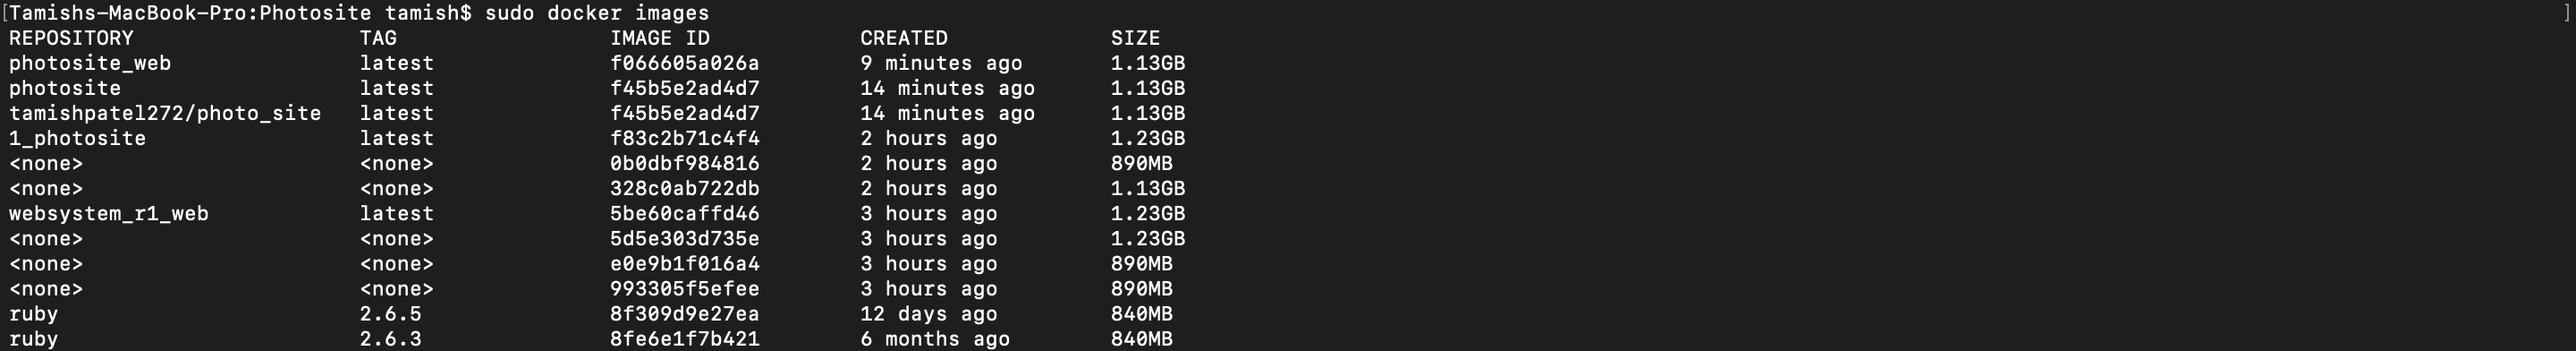 [Tamishs-MacBook-Pro:Photosite tamish$ sudo docker images ]
REPOSITORY TAG IMAGE ID CREATED SIZE
photosite_web latest f066605a026a 9 minutes ago 1.13GB
photosite latest f45b5e2ad4d7 14 minutes ago 1.13GB
tamishpatel272/photo_site latest f45b5e2ad4d7 14 minutes ago 1.13GB
1_photosite latest f83c2b71c4f4 2 hours ago 1.23GB
<none> <none> 0b0dbf984816 2 hours ago 890MB
<none> <none> 328c0ab722db 2 hours ago 1.13GB
websystem_r1_web latest 5be60caffd46 3 hours ago 1.23GB
<none> <none> 5d5e303d735e 3 hours ago 1.23GB
<none> <none> e0e9b1f016a4 3 hours ago 890MB
<none> <none> 993305f5efee 3 hours ago 890MB
ruby 2.6.5 8f309d9e27ea 12 days ago 840MB
ruby 2.6.3 8fe6e1f7b421 6 months ago 840MB